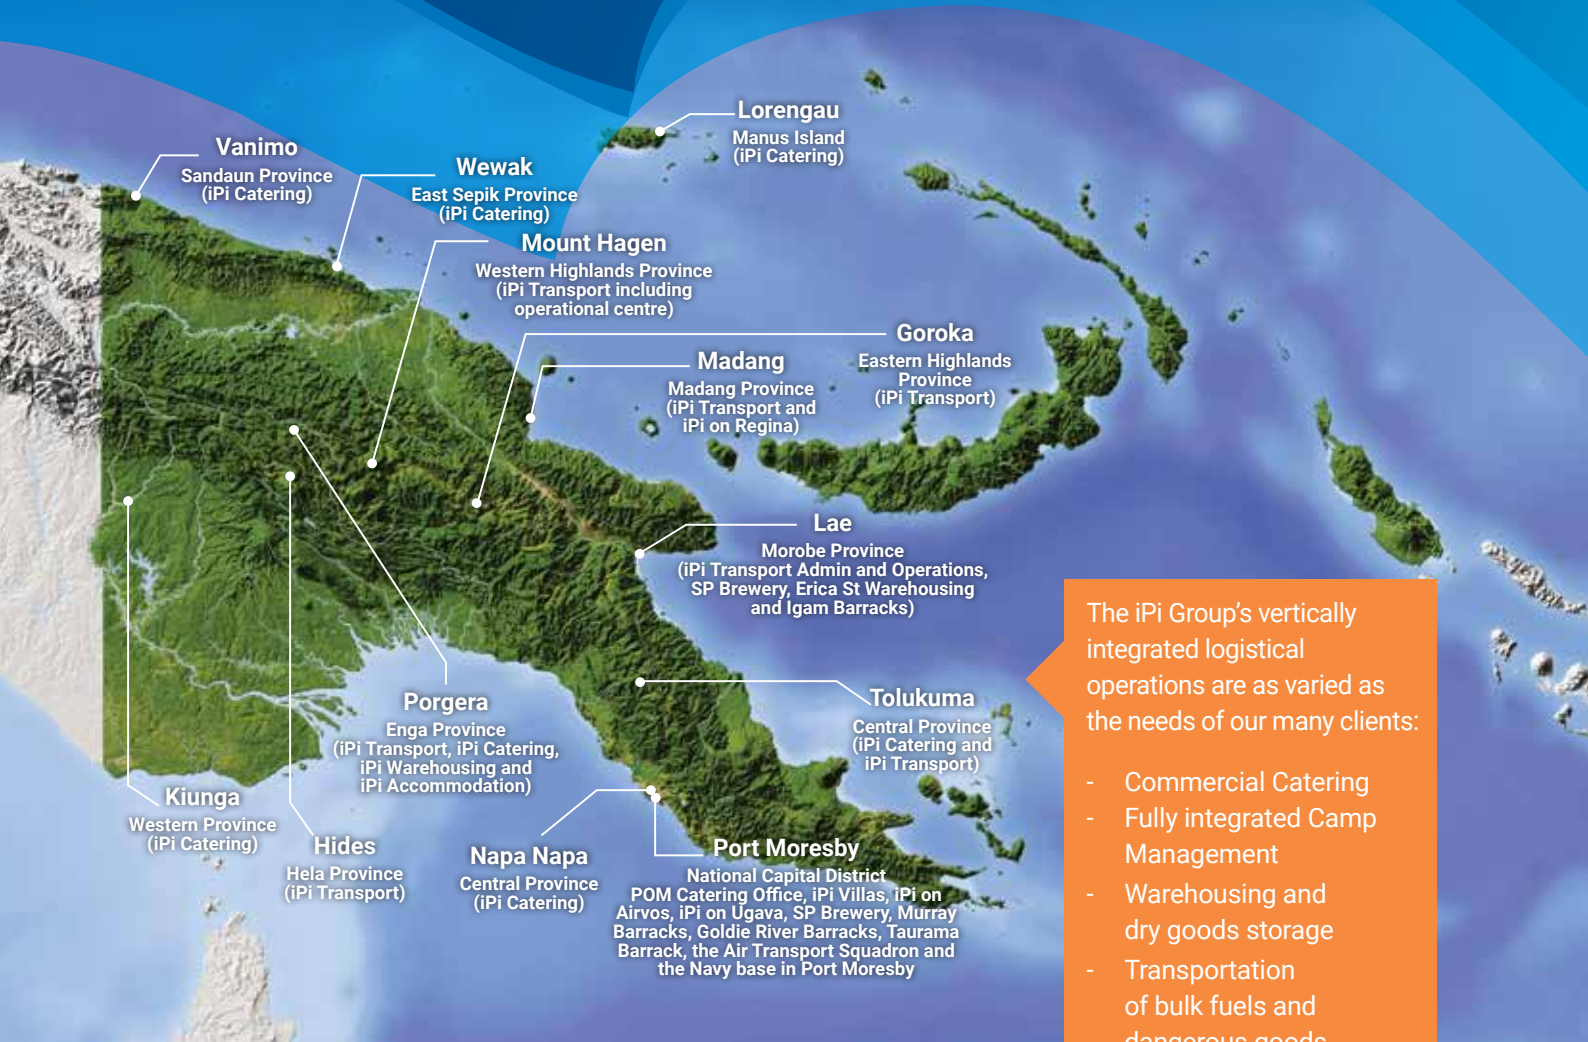 Lorengau
Manus Island
(iPi Catering)
Vanimo
Sandaun Province
(iPi Catering)
Wewak
East Sepik Province
(iPi Catering)
Mount Hagen
Western Highlands Province
(iPi Transport including
operational centre)
Goroka
Eastern Highlands
Province
(iPi Transport)
Madang
Madang Province
(iPi Transport and
iPi on Regina)
Lae
Morobe Province
(iPi Transport Admin and Operations,
SP Brewery, Erica St Warehousing
and Igam Barracks)
Tolukuma
Central Province
(iPi Catering and
iPi Transport)
Porgera
Enga Province
(iPi Transport, iPi Catering,
iPi Warehousing and
iPi Accommodation)
Kiunga
Western Province
(iPi Catering)
Hides
Hela Province
(iPi Transport)
Napa Napa
Central Province
(iPi Catering)
Port Moresby
National Capital District
POM Catering Office, iPi Villas, iPi on
Airvos, iPi on Ugava, SP Brewery, Murray
Barracks, Goldie River Barracks, Taurama
Barrack, the Air Transport Squadron and
the Navy base in Port Moresby
The iPi Group's vertically
integrated logistical
operations are as varied as
the needs of our many clients:
- Commercial Catering
- Fully integrated Camp
Management
- Warehousing and
dry goods storage
- Transportation
of bulk fuels and
dangerous goods